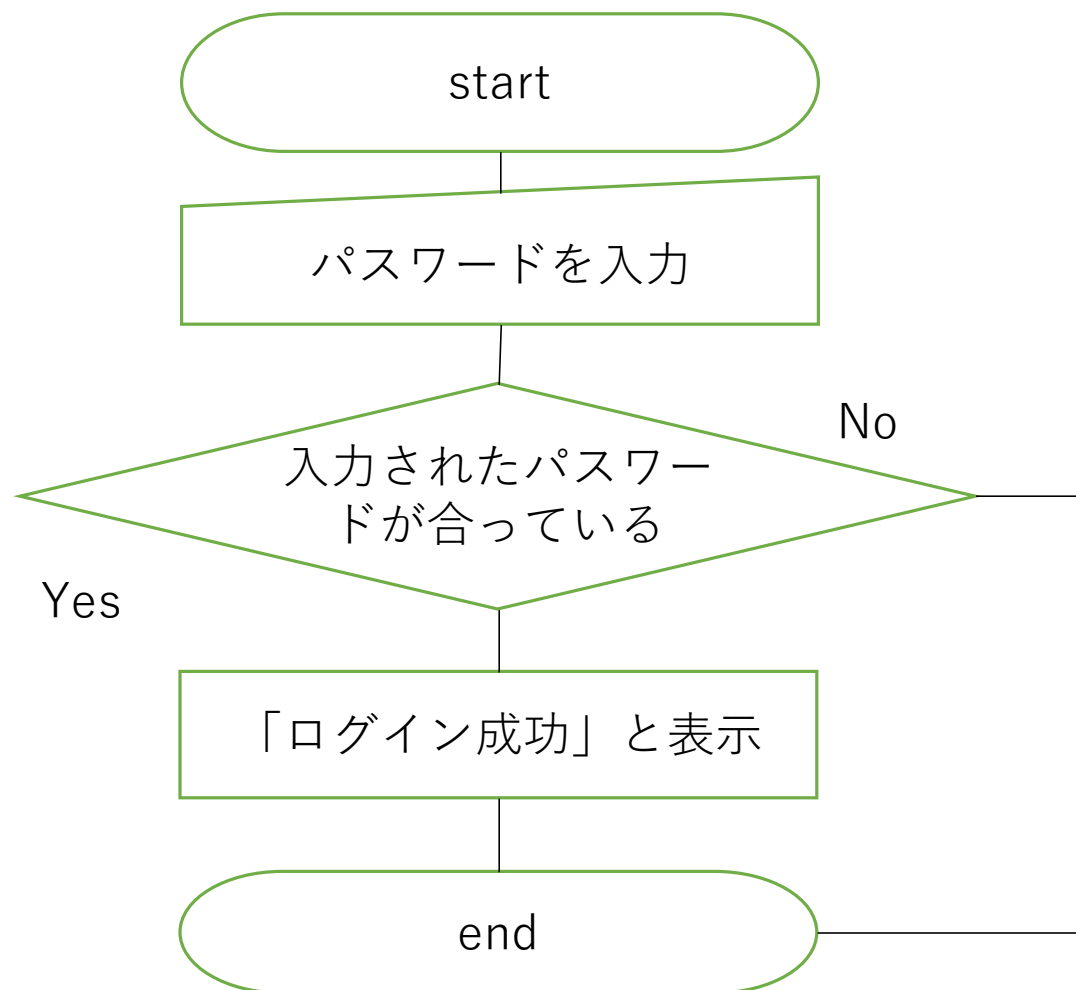 start
パスワードを入力
No
入力されたパスワー
ドが合っている
Yes
「ログイン成功」と表示
end